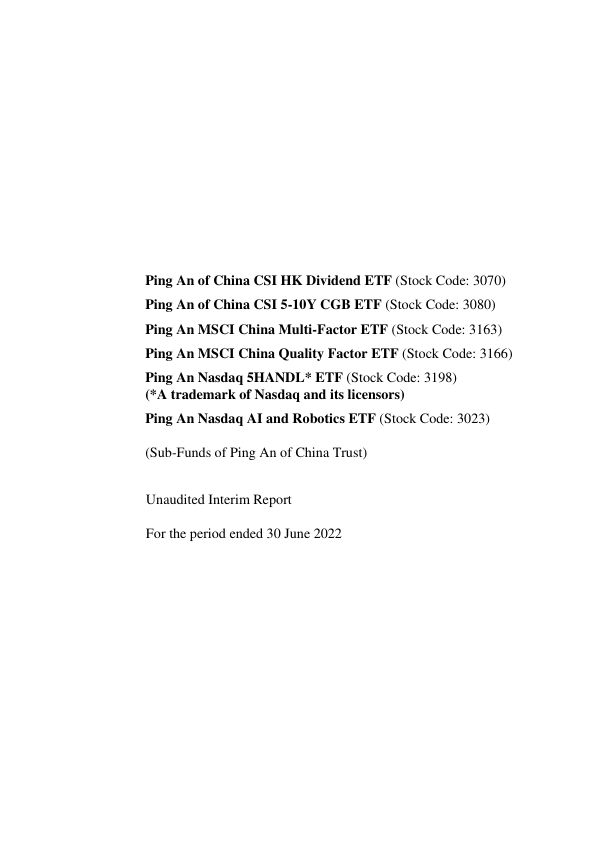 Ping An of China CSI HK Dividend ETF (Stock Code: 3070)
Ping An of China CSI 5-10Y CGB ETF (Stock Code: 3080)
Ping An MSCI China Multi-Factor ETF (Stock Code: 3163)
Ping An MSCI China Quality Factor ETF (Stock Code: 3166)
Ping An Nasdaq 5HANDL* ETF (Stock Code: 3198)
(*A trademark of Nasdaq and its licensors)
Ping An Nasdaq AI and Robotics ETF (Stock Code: 3023)
(Sub-Funds of Ping An of China Trust)
Unaudited Interim Report
For the period ended 30 June 2022